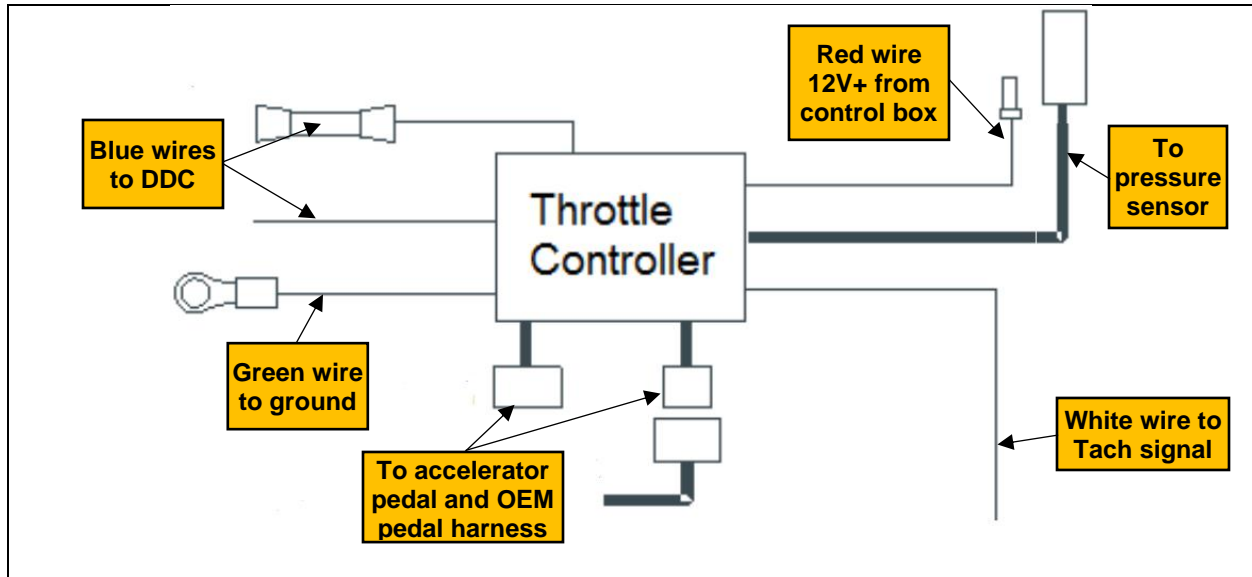 Red wire
12V+ from
control box
Blue wires
to DDC
To
pressure
sensor
Throttle
Controller
Green wire
to ground
To accelerator
pedal and OEM
pedal harness
White wire to
Tach signal